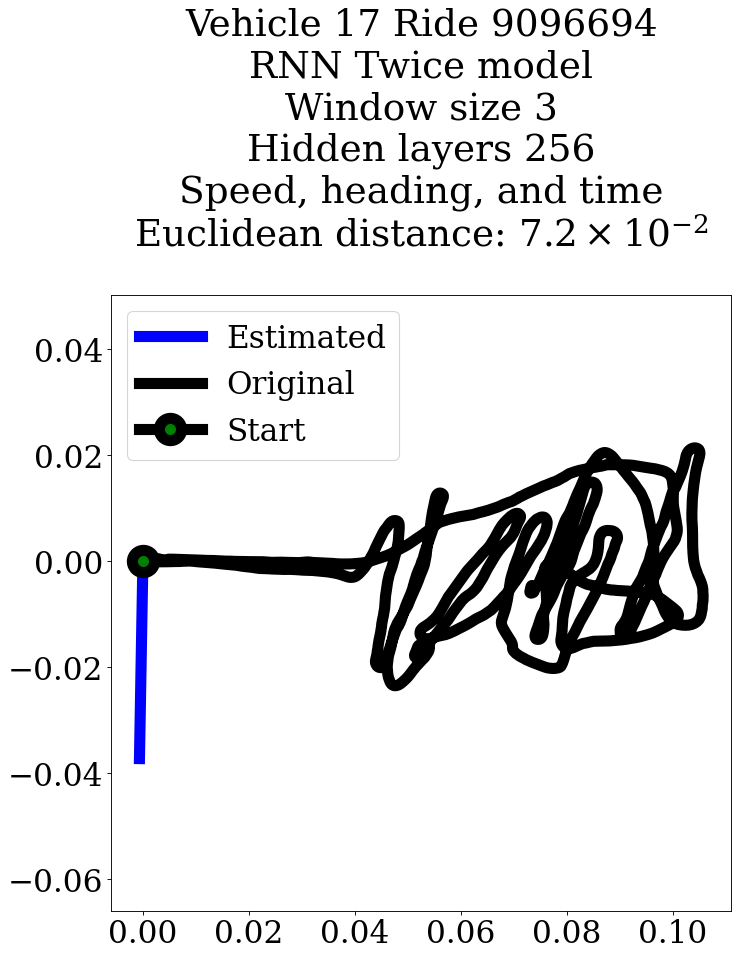 Vehicle 17 Ride 9096694
RNN Twice model
Window size 3
Hidden layers 256
Speed, heading, and time
Euclidean distance: 7.2 × 10⁻²
Estimated
Original
Start
0.04
0.02
0.00
−0.02
−0.04
−0.06
0.00 0.02 0.04 0.06 0.08 0.10